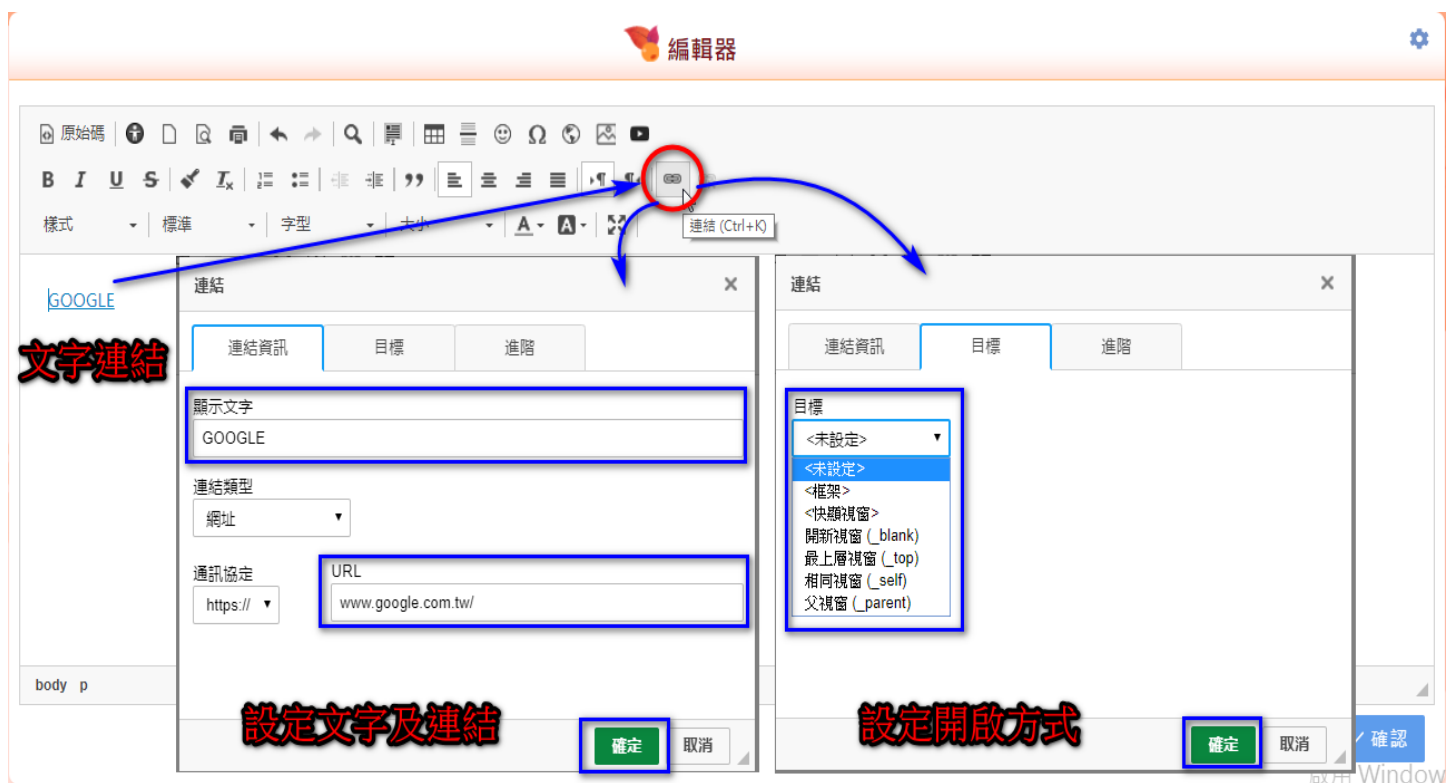 編輯器
原始碼
B I U S Ix
樣式 標準 字型 大小 A A
連結 (Ctrl+K)
GOOGLE
文字連結
連結 ×
連結資訊 目標 進階
顯示文字
GOOGLE
連結類型
網址
通訊協定 URL
https:// www.google.com.tw/
設定文字及連結
確定 取消
連結 ×
連結資訊 目標 進階
目標
<未設定>
<未設定>
<框架>
<快顯視窗>
開新視窗 (_blank)
最上層視窗 (_top)
相同視窗 (_self)
父視窗 (_parent)
設定開啟方式
確定 取消
body p
確認
Window